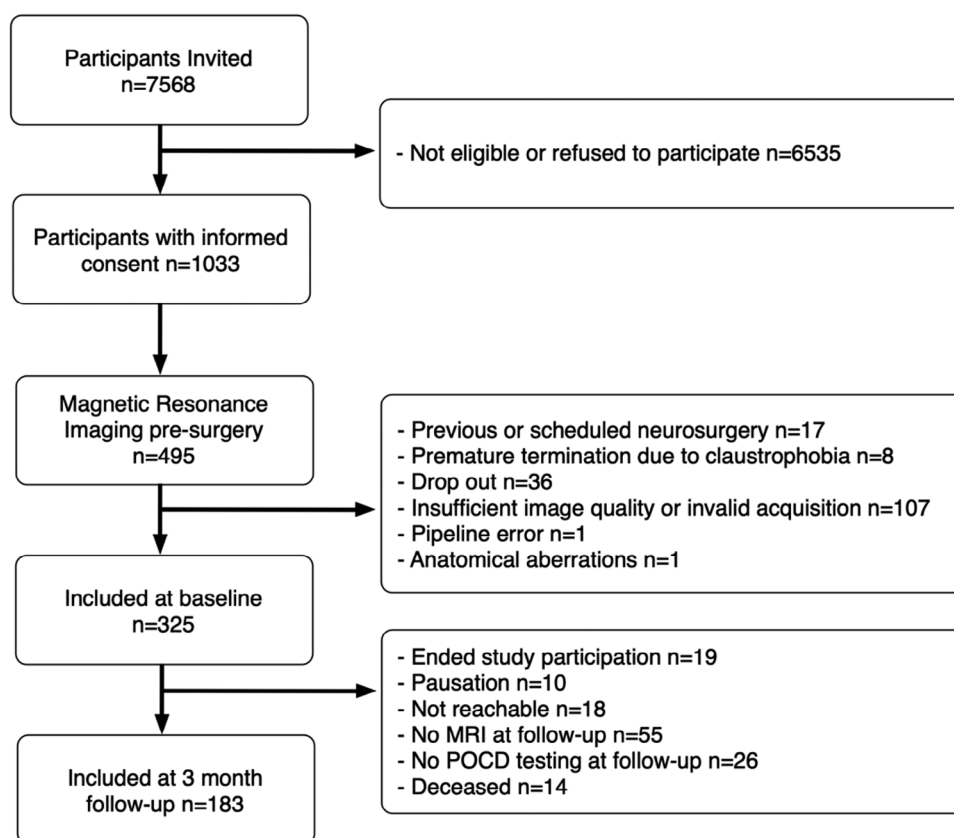 Participants Invited
n=7568
- Not eligible or refused to participate n=6535
Participants with informed
consent n=1033
Magnetic Resonance
Imaging pre-surgery
n=495
- Previous or scheduled neurosurgery n=17
- Premature termination due to claustrophobia n=8
- Drop out n=36
- Insufficient image quality or invalid acquisition n=107
- Pipeline error n=1
- Anatomical aberrations n=1
Included at baseline
n=325
- Ended study participation n=19
- Pausation n=10
- Not reachable n=18
- No MRI at follow-up n=55
- No POCD testing at follow-up n=26
- Deceased n=14
Included at 3 month
follow-up n=183